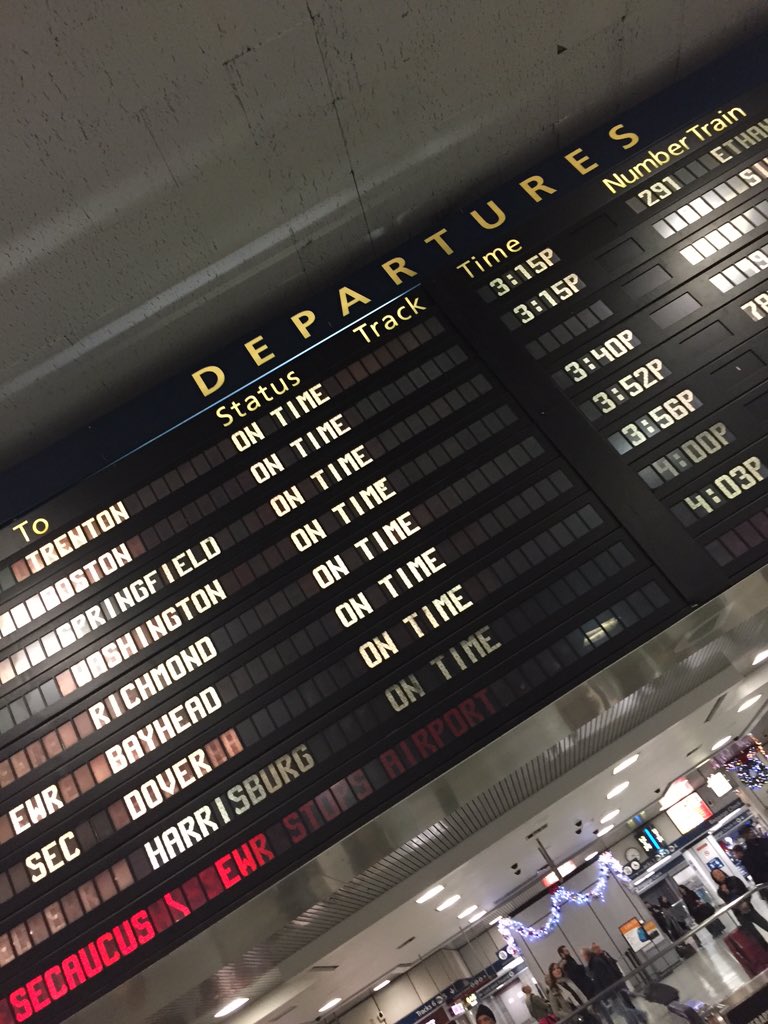 DEPARTURES
To Status Track
TRENTON ON TIME
BOSTON ON TIME
SPRINGFIELD ON TIME
WASHINGTON ON TIME
RICHMOND ON TIME
EWR BAYHEAD ON TIME
SEC DOVER ON TIME
HARRISBURG ON TIME
SECAUCUS \ EWR STOPS AIRPORT
Time Number Train
3:15P 291
3:15P
3:40P
3:52P
3:56P
4:00P
4:03P